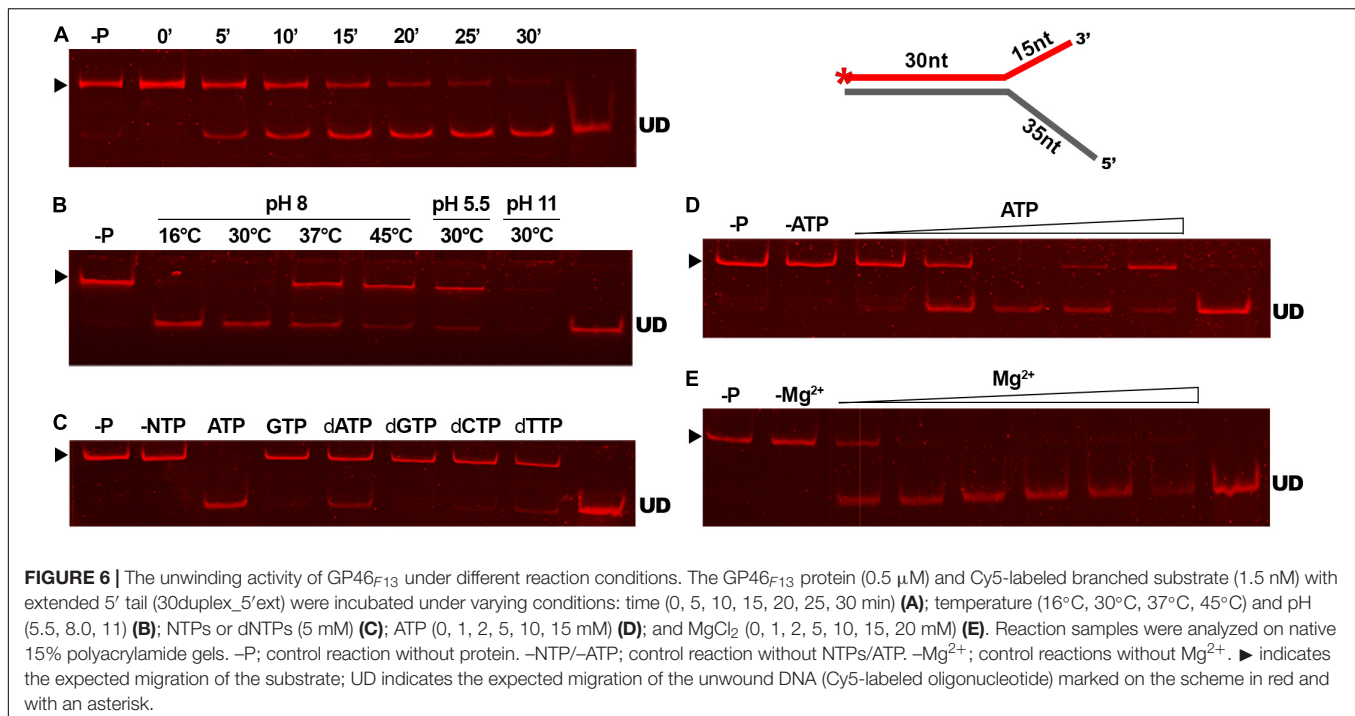 A -P 0’ 5’ 10’ 15’ 20’ 25’ 30’
UD
30nt 15nt 3’
35nt 5’
B pH 8 pH 5.5 pH 11
-P 16°C 30°C 37°C 45°C 30°C 30°C
UD
C -P -NTP ATP GTP dATP dGTP dCTP dTTP
UD
D -P -ATP ATP
UD
E -P -Mg²⁺ Mg²⁺
UD
FIGURE 6 | The unwinding activity of GP46F13 under different reaction conditions. The GP46F13 protein (0.5 μM) and Cy5-labeled branched substrate (1.5 nM) with
extended 5′ tail (30duplex_5′ext) were incubated under varying conditions: time (0, 5, 10, 15, 20, 25, 30 min) (A); temperature (16°C, 30°C, 37°C, 45°C) and pH
(5.5, 8.0, 11) (B); NTPs or dNTPs (5 mM) (C); ATP (0, 1, 2, 5, 10, 15 mM) (D); and MgCl₂ (0, 1, 2, 5, 10, 15, 20 mM) (E). Reaction samples were analyzed on native
15% polyacrylamide gels. –P; control reaction without protein. –NTP/–ATP; control reaction without NTPs/ATP. –Mg²⁺; control reactions without Mg²⁺. ► indicates
the expected migration of the substrate; UD indicates the expected migration of the unwound DNA (Cy5-labeled oligonucleotide) marked on the scheme in red and
with an asterisk.